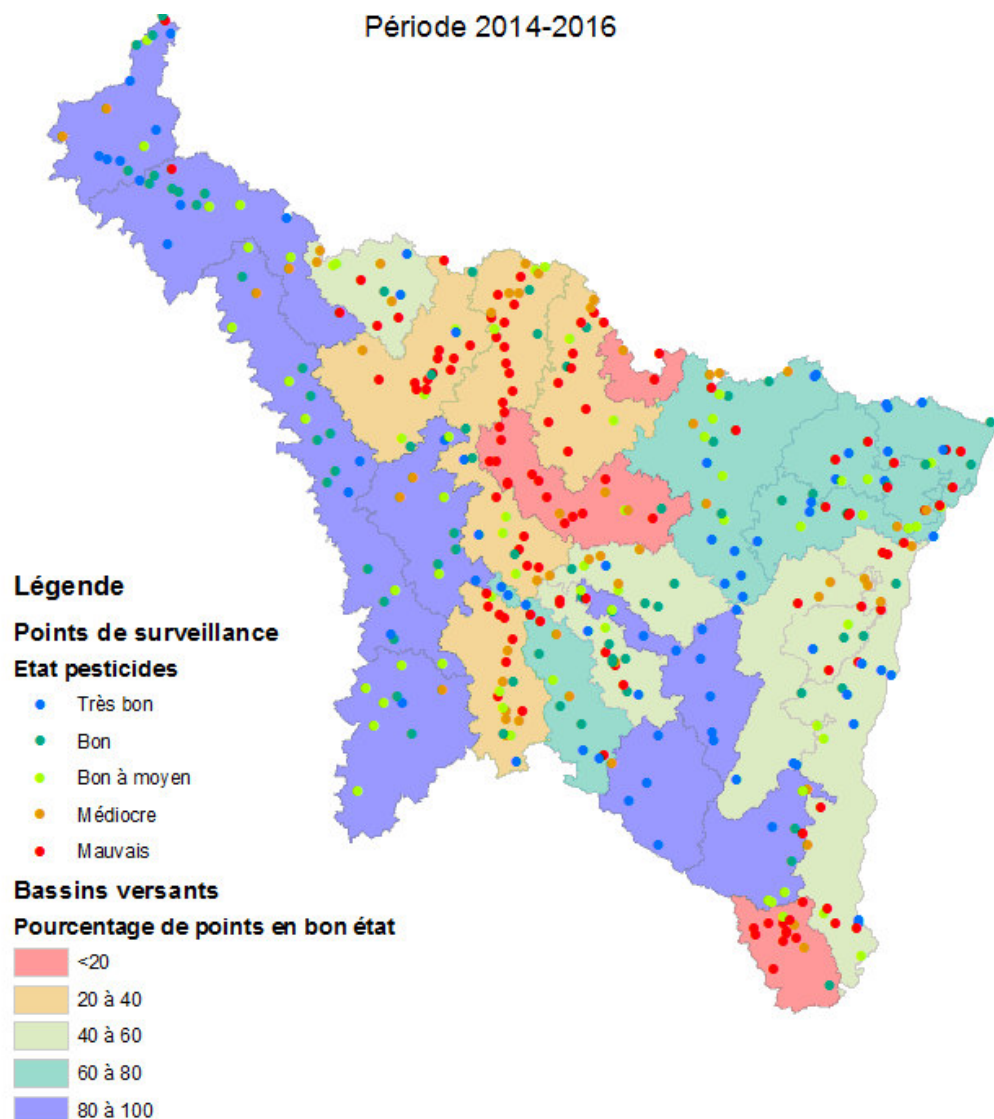 Période 2014-2016
Légende
Points de surveillance
Etat pesticides
Très bon
Bon
Bon à moyen
Médiocre
Mauvais
Bassins versants
Pourcentage de points en bon état
<20
20 à 40
40 à 60
60 à 80
80 à 100